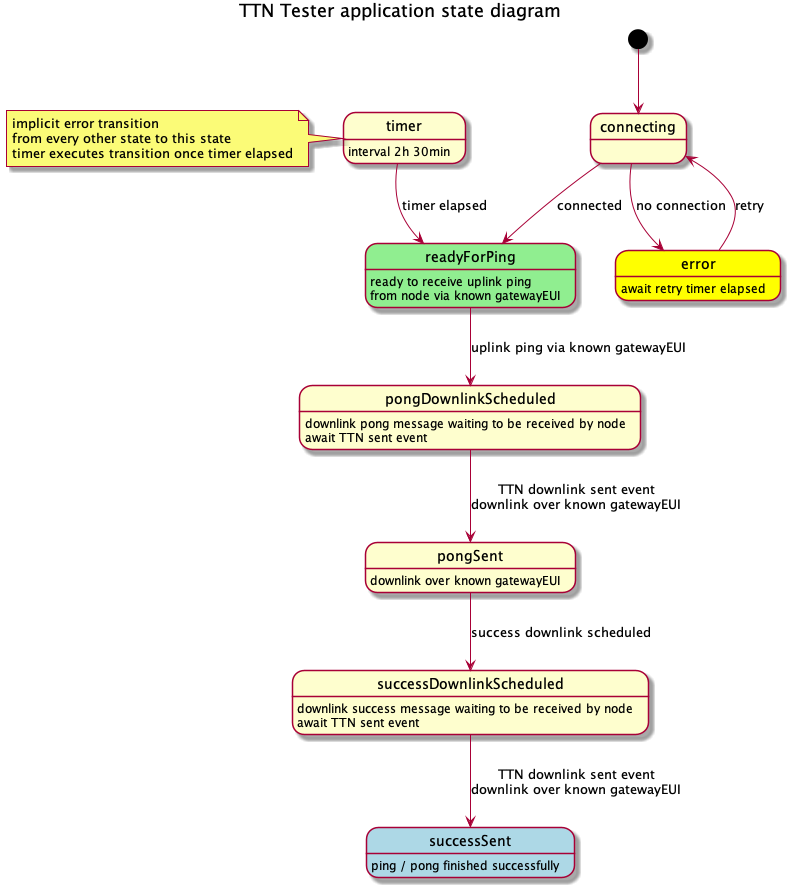 TTN Tester application state diagram
implicit error transition
from every other state to this state
timer executes transition once timer elapsed
timer
interval 2h 30min
connecting
timer elapsed
connected
no connection
retry
readyForPing
ready to receive uplink ping
from node via known gatewayEUI
error
await retry timer elapsed
uplink ping via known gatewayEUI
pongDownlinkScheduled
downlink pong message waiting to be received by node
await TTN sent event
TTN downlink sent event
downlink over known gatewayEUI
pongSent
downlink over known gatewayEUI
success downlink scheduled
successDownlinkScheduled
downlink success message waiting to be received by node
await TTN sent event
TTN downlink sent event
downlink over known gatewayEUI
successSent
ping / pong finished successfully